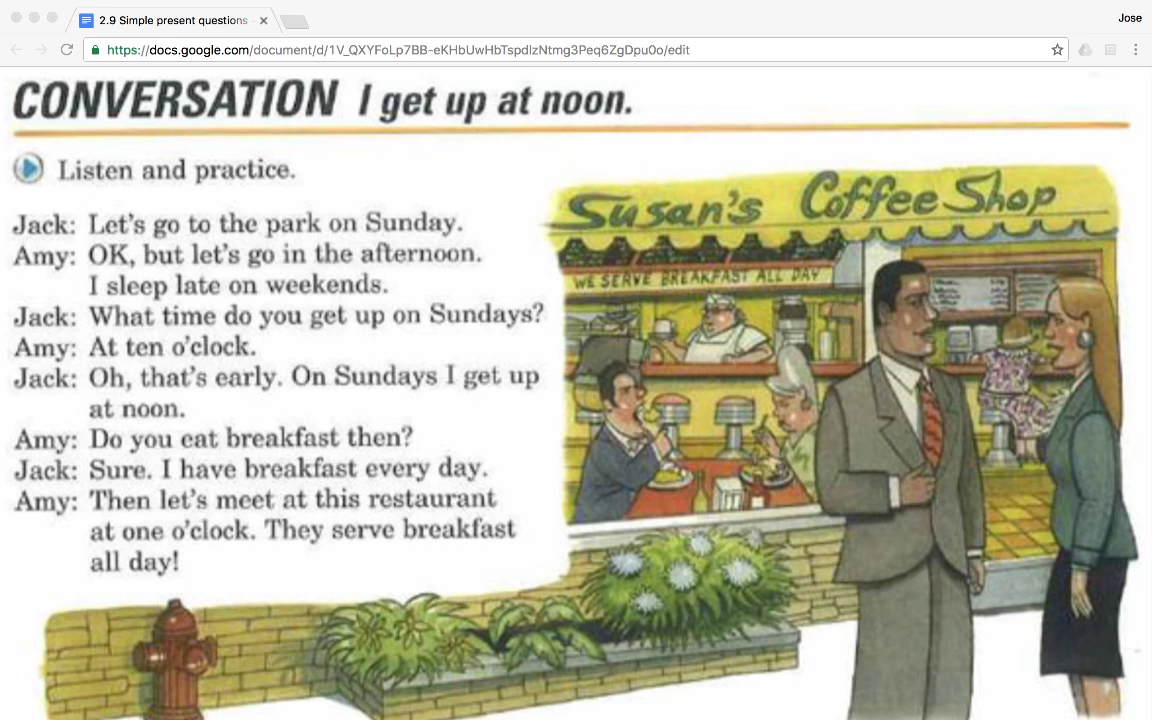 2.9 Simple present questions
Jose
https://docs.google.com/document/d/1V_QXYFoLp7BB-eKHbUwHbTspdlzNtmg3Peq6ZgDpu0o/edit
CONVERSATION I get up at noon.
Listen and practice.
Jack: Let's go to the park on Sunday.
Amy: OK, but let's go in the afternoon.
I sleep late on weekends.
Jack: What time do you get up on Sundays?
Amy: At ten o'clock.
Jack: Oh, that's early. On Sundays I get up
at noon.
Amy: Do you eat breakfast then?
Jack: Sure. I have breakfast every day.
Amy: Then let's meet at this restaurant
at one o'clock. They serve breakfast
all day!
Susan's Coffee Shop
WE SERVE BREAKFAST ALL DAY